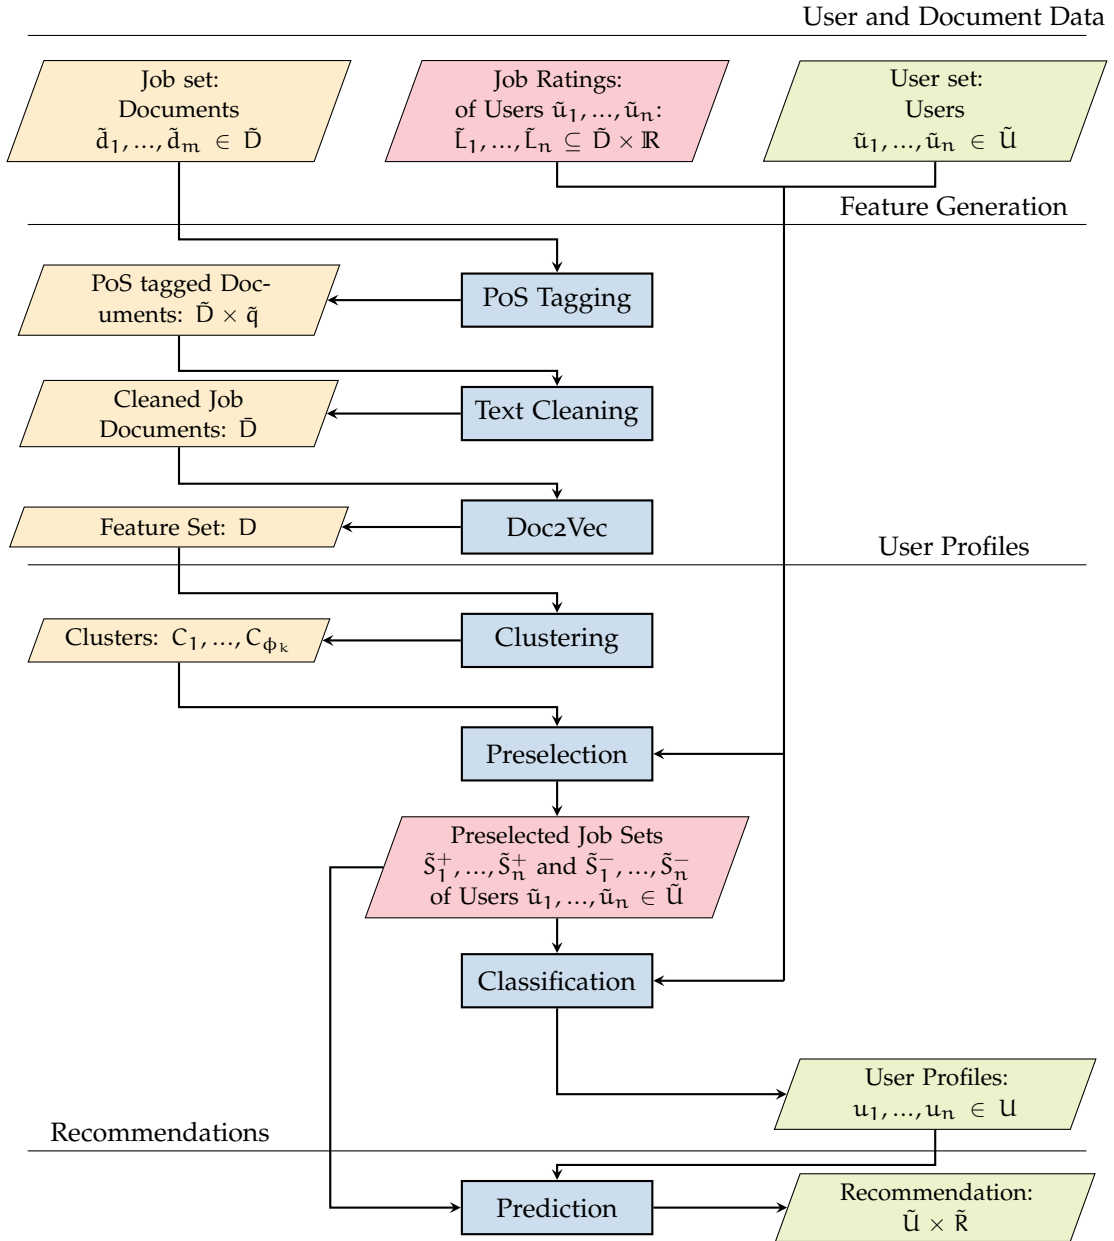 User and Document Data
Job set:
Documents
d̃₁, ..., d̃ₘ ∈ D̃
Job Ratings:
of Users ũ₁, ..., ũₙ:
L̃₁, ..., L̃ₙ ⊆ D̃ × ℝ
User set:
Users
ũ₁, ..., ũₙ ∈ Ũ
Feature Generation
PoS tagged Doc-
uments: D̃ × q̃
PoS Tagging
Cleaned Job
Documents: D̄
Text Cleaning
Feature Set: D
Doc2Vec
User Profiles
Clusters: C₁, ..., C_{ϕₖ}
Clustering
Preselection
Preselected Job Sets
S̃₁⁺, ..., S̃ₙ⁺ and S̃₁⁻, ..., S̃ₙ⁻
of Users ũ₁, ..., ũₙ ∈ Ũ
Classification
User Profiles:
u₁, ..., uₙ ∈ U
Recommendations
Prediction
Recommendation:
Ũ × R̃